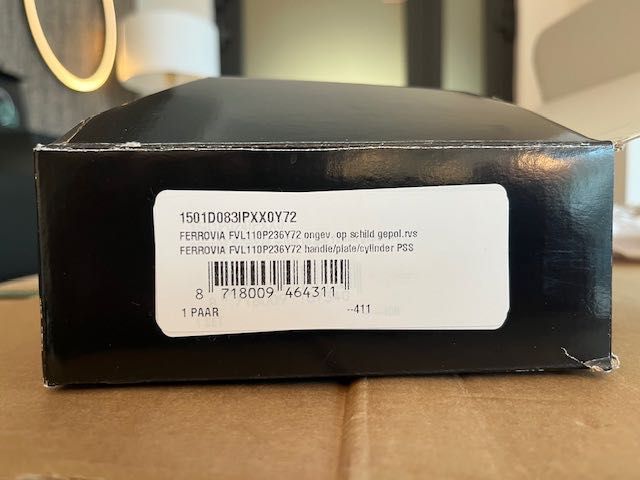 1501D083IPXX0Y72
FERROVIA FVL110P236Y72 ongev. op schild gepol.rvs
FERROVIA FVL110P236Y72 handle/plate/cylinder PSS
8 718009 464311
1 PAAR --411